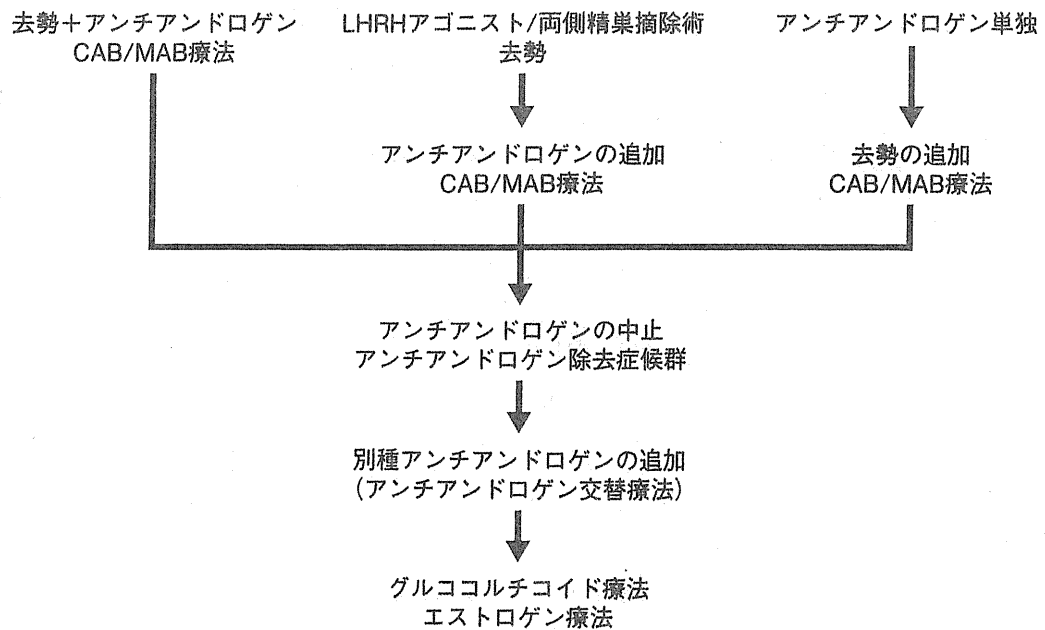 去勢＋アンチアンドロゲン
CAB/MAB療法
LHRHアゴニスト/両側精巣摘除術
去勢
アンチアンドロゲン単独
アンチアンドロゲンの追加
CAB/MAB療法
去勢の追加
CAB/MAB療法
アンチアンドロゲンの中止
アンチアンドロゲン除去症候群
別種アンチアンドロゲンの追加
(アンチアンドロゲン交替療法)
グルココルチコイド療法
エストロゲン療法